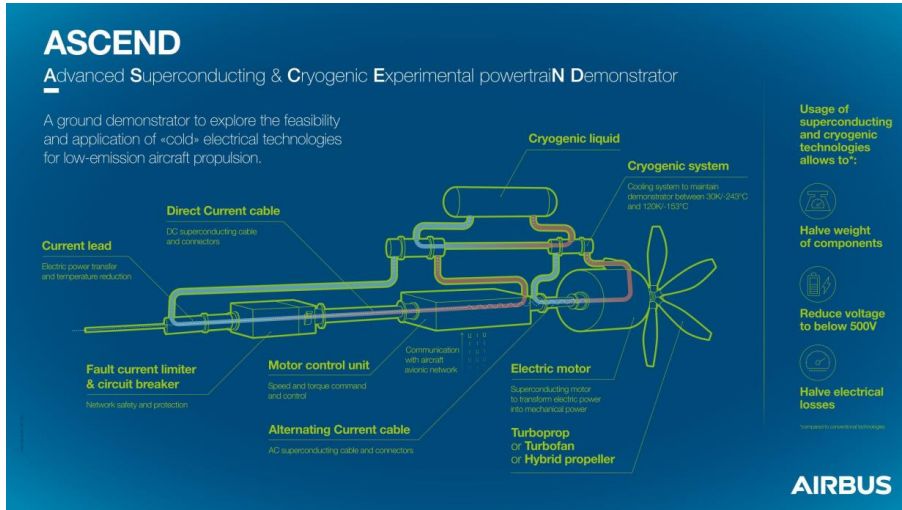 ASCEND
Advanced Superconducting & Cryogenic Experimental powertraiN Demonstrator
A ground demonstrator to explore the feasibility
and application of «cold» electrical technologies
for low-emission aircraft propulsion.
Cryogenic liquid
Cryogenic system
Cooling system to maintain
demonstrator between 30K/-243°C
and 120K/-153°C
Direct Current cable
DC superconducting cable
and connectors
Current lead
Electric power transfer
and temperature reduction
Fault current limiter
& circuit breaker
Network safety and protection
Motor control unit
Speed and torque command
and control
Communication
with aircraft
avionic network
Alternating Current cable
AC superconducting cable and connectors
Electric motor
Superconducting motor
to transform electric power
into mechanical power
Turboprop
or Turbofan
or Hybrid propeller
Usage of
superconducting
and cryogenic
technologies
allows to*:
Halve weight
of components
Reduce voltage
to below 500V
Halve electrical
losses
*compared to conventional technologies
AIRBUS